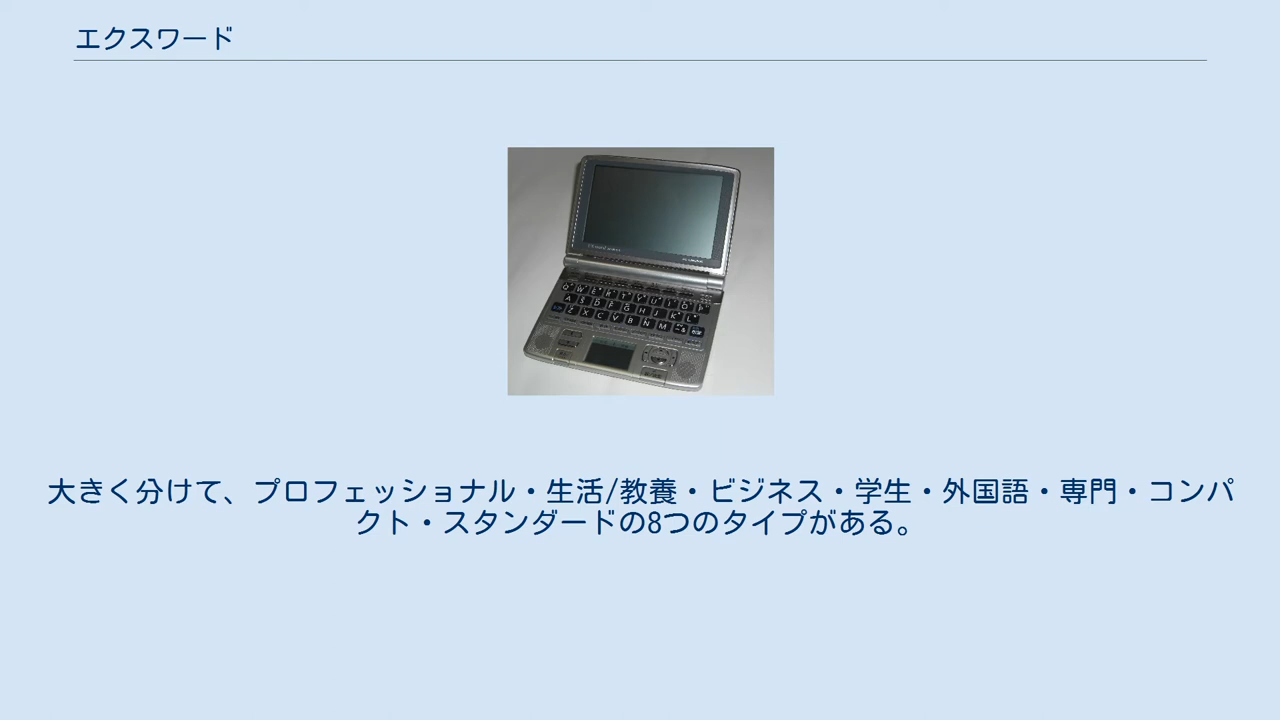 エクスワード
Q W E R T Y U I O P
A S D F G H J K L
Z X C V B N M
大きく分けて、プロフェッショナル・生活/教養・ビジネス・学生・外国語・専門・コンパ
クト・スタンダードの8つのタイプがある。